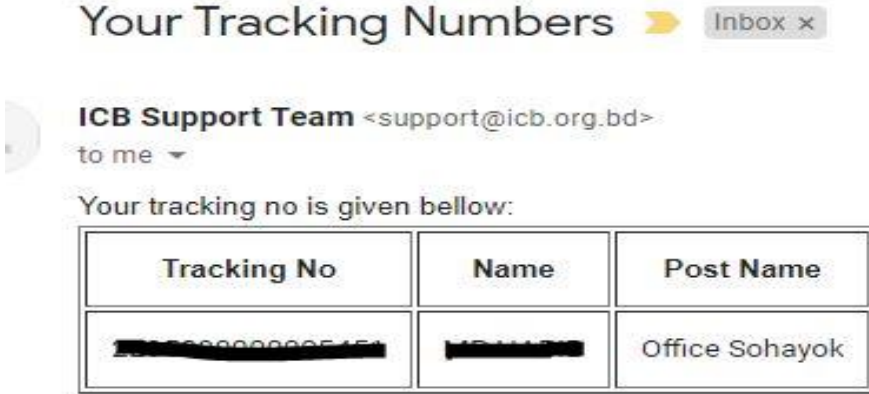 Your Tracking Numbers Inbox ×
ICB Support Team <support@icb.org.bd>
to me
Your tracking no is given bellow:
Tracking No Name Post Name
Office Sohayok